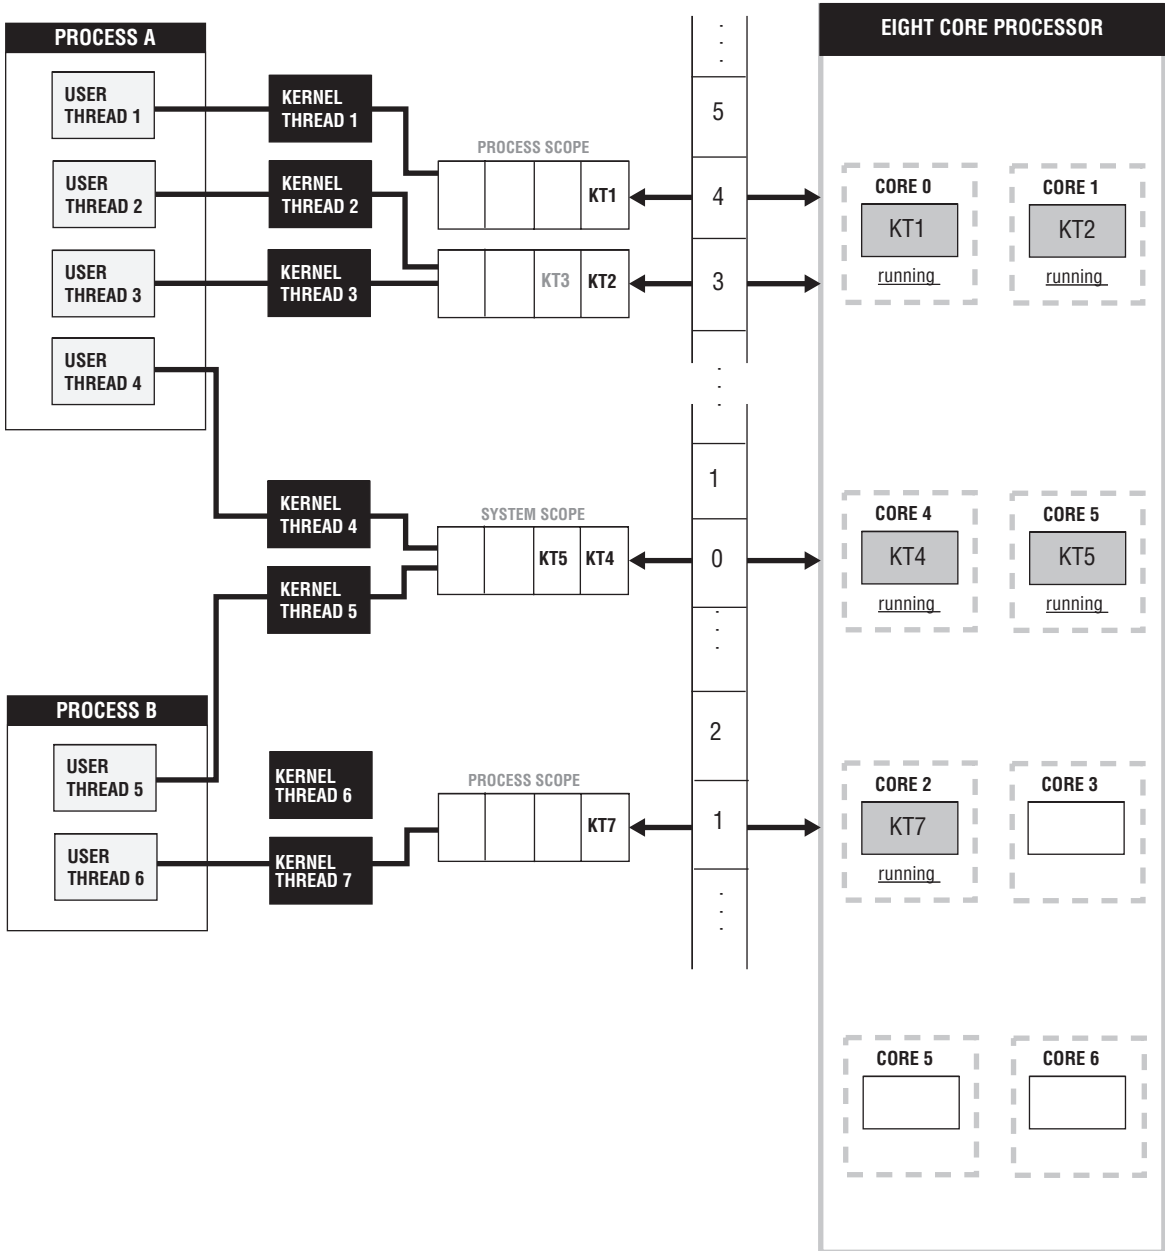 PROCESS A
USER
THREAD 1
USER
THREAD 2
USER
THREAD 3
USER
THREAD 4
KERNEL
THREAD 1
KERNEL
THREAD 2
KERNEL
THREAD 3
PROCESS SCOPE
KT1
KT3 KT2
5
4
3
KERNEL
THREAD 4
KERNEL
THREAD 5
SYSTEM SCOPE
KT5 KT4
1
0
PROCESS B
USER
THREAD 5
USER
THREAD 6
KERNEL
THREAD 6
KERNEL
THREAD 7
PROCESS SCOPE
KT7
2
1
EIGHT CORE PROCESSOR
CORE 0
KT1
running
CORE 1
KT2
running
CORE 4
KT4
running
CORE 5
KT5
running
CORE 2
KT7
running
CORE 3
CORE 5
CORE 6